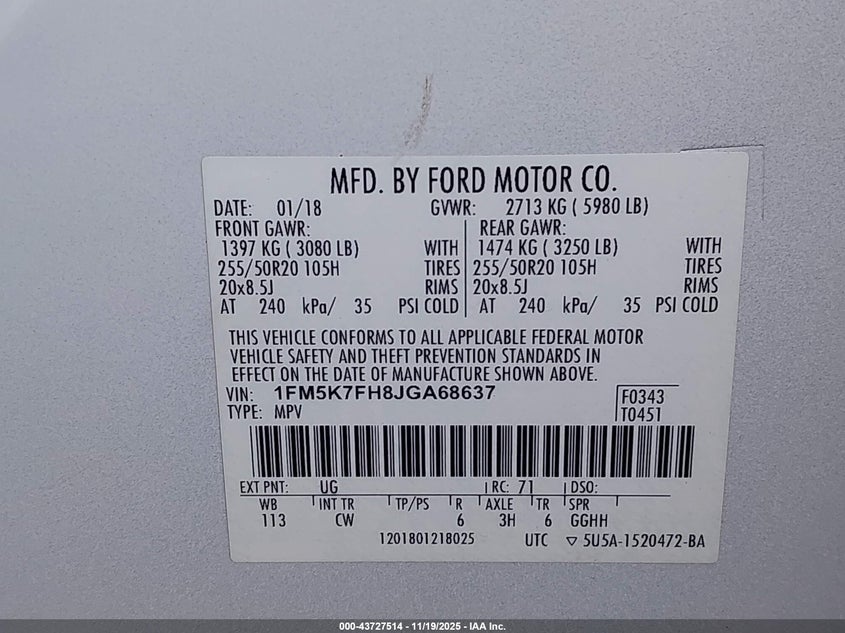 MFD. BY FORD MOTOR CO.
DATE: 01/18 GVWR: 2713 KG ( 5980 LB)
FRONT GAWR: REAR GAWR:
1397 KG ( 3080 LB) WITH 1474 KG ( 3250 LB) WITH
255/50R20 105H TIRES 255/50R20 105H TIRES
20x8.5J RIMS 20x8.5J RIMS
AT 240 kPa/ 35 PSI COLD AT 240 kPa/ 35 PSI COLD
THIS VEHICLE CONFORMS TO ALL APPLICABLE FEDERAL MOTOR
VEHICLE SAFETY AND THEFT PREVENTION STANDARDS IN
EFFECT ON THE DATE OF MANUFACTURE SHOWN ABOVE.
VIN: 1FM5K7FH8JGA68637 F0343
TYPE: MPV T0451
EXT PNT: UG RC: 71 DSO:
WB INT TR TP/PS R AXLE TR SPR
113 CW 6 3H 6 GGHH
1201801218025 UTC ▽ 5U5A-1520472-BA
000-43727514 - 11/19/2025 - IAA Inc.